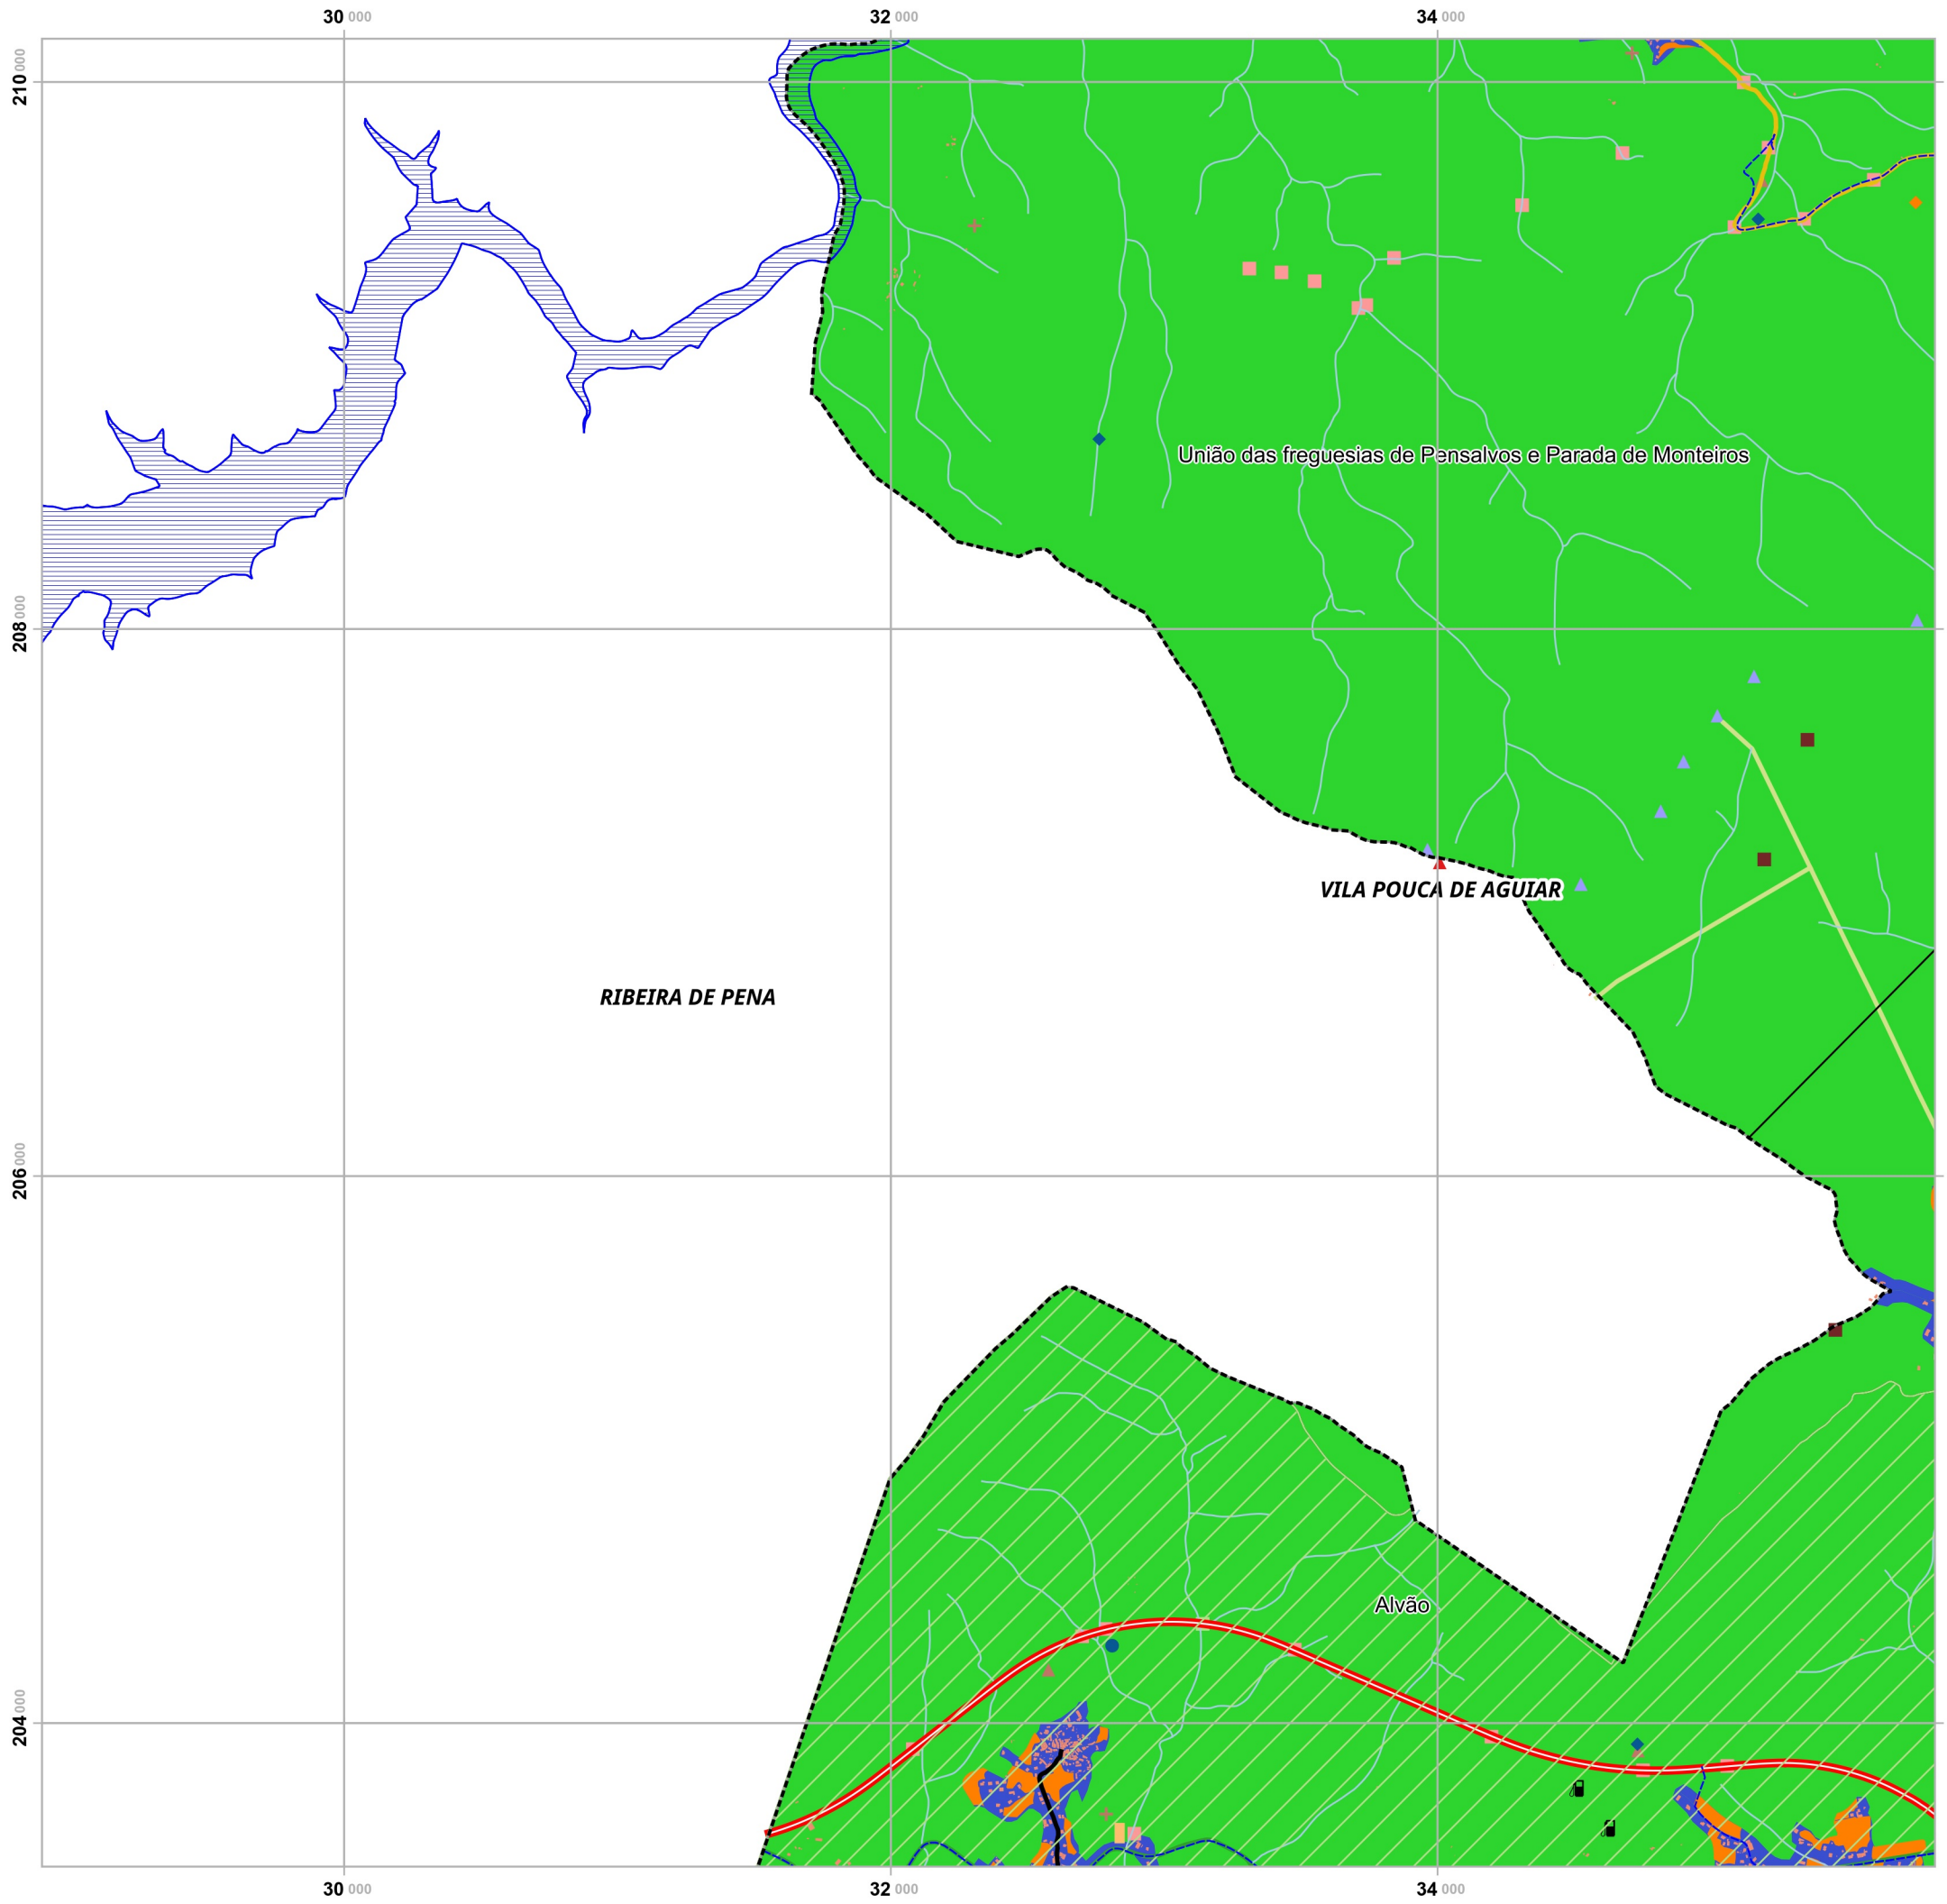 30 000
32 000
34 000
210 000
União das freguesias de Pensalvos e Parada de Monteiros
208 000
VILA POUCA DE AGUIAR
RIBEIRA DE PENA
206 000
Alvão
204 000
30 000
32 000
34 000